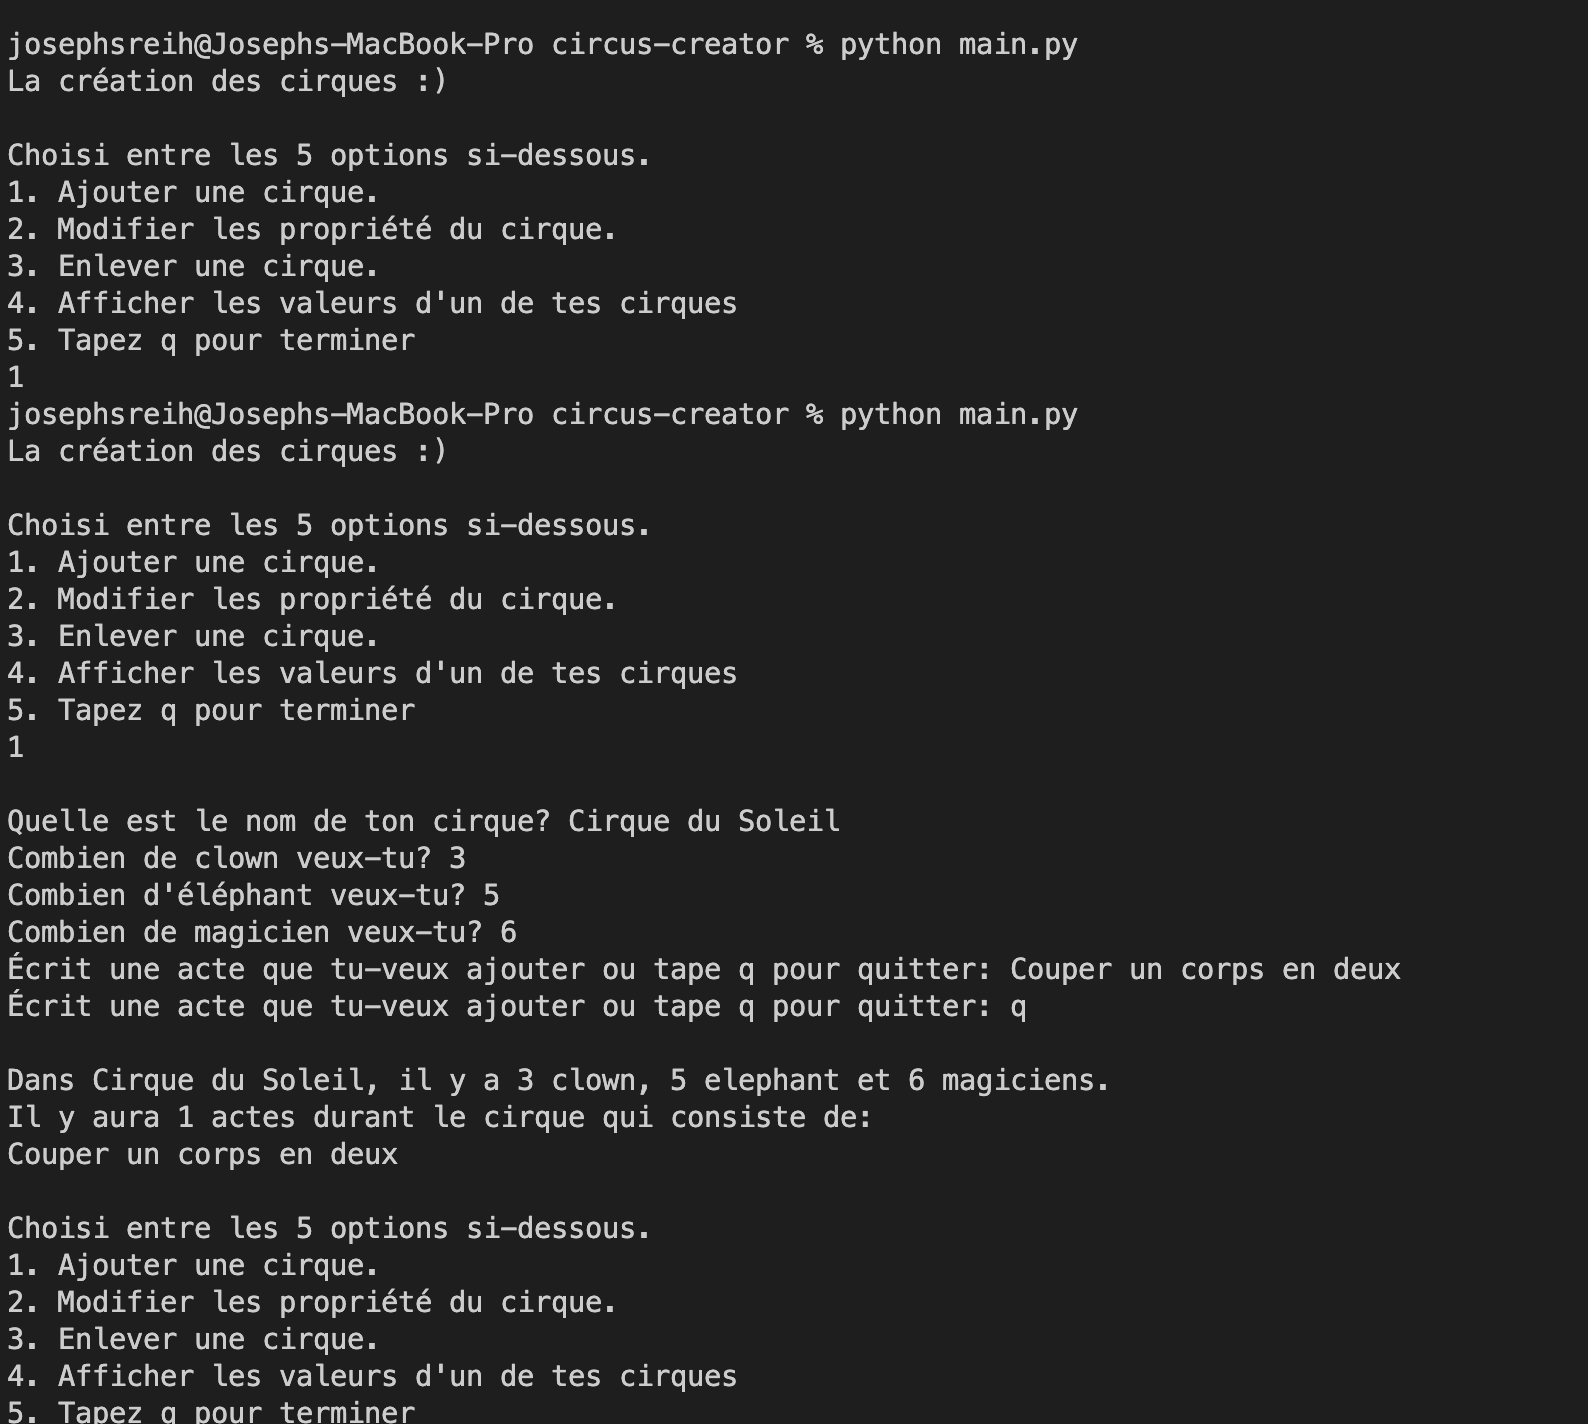 josephsreih@Josephs-MacBook-Pro circus-creator % python main.py
La création des cirques :)
Choisi entre les 5 options si-dessous.
1. Ajouter une cirque.
2. Modifier les propriété du cirque.
3. Enlever une cirque.
4. Afficher les valeurs d'un de tes cirques
5. Tapez q pour terminer
1
josephsreih@Josephs-MacBook-Pro circus-creator % python main.py
La création des cirques :)
Choisi entre les 5 options si-dessous.
1. Ajouter une cirque.
2. Modifier les propriété du cirque.
3. Enlever une cirque.
4. Afficher les valeurs d'un de tes cirques
5. Tapez q pour terminer
1
Quelle est le nom de ton cirque? Cirque du Soleil
Combien de clown veux-tu? 3
Combien d'éléphant veux-tu? 5
Combien de magicien veux-tu? 6
Écrit une acte que tu-veux ajouter ou tape q pour quitter: Couper un corps en deux
Écrit une acte que tu-veux ajouter ou tape q pour quitter: q
Dans Cirque du Soleil, il y a 3 clown, 5 elephant et 6 magiciens.
Il y aura 1 actes durant le cirque qui consiste de:
Couper un corps en deux
Choisi entre les 5 options si-dessous.
1. Ajouter une cirque.
2. Modifier les propriété du cirque.
3. Enlever une cirque.
4. Afficher les valeurs d'un de tes cirques
5. Tapez q pour terminer